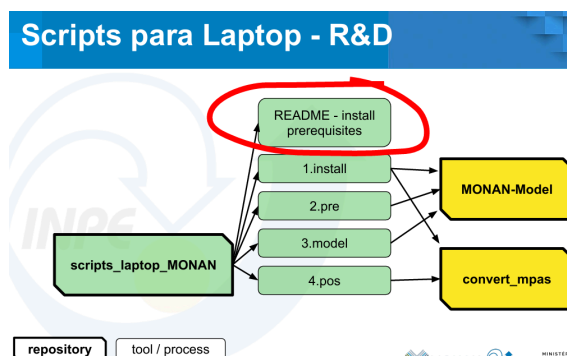 Scripts para Laptop - R&D
README - install
prerequisites
1.install
MONAN-Model
2.pre
INPE
3.model
scripts_laptop_MONAN
4.pos
convert_mpas
repository
tool / process
MINISTÉR